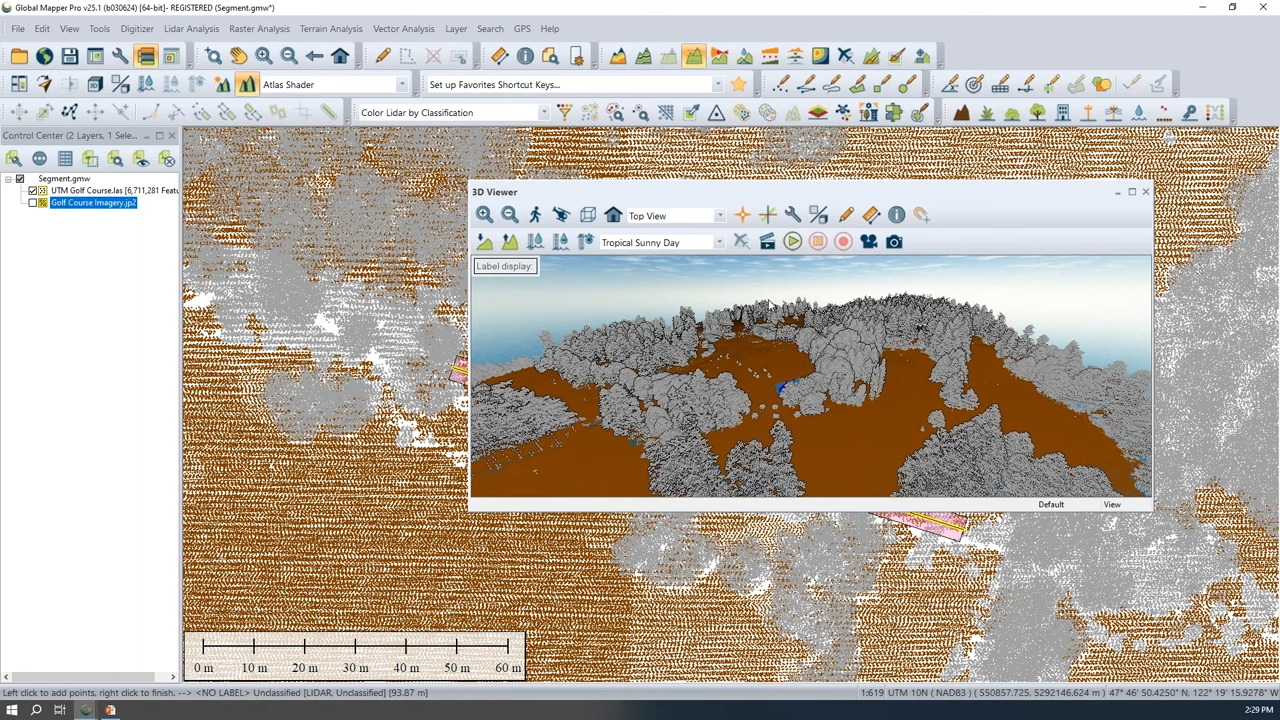 Global Mapper Pro v25.1 (b030624) [64-bit]- REGISTERED (Segment.gmw*)
File Edit View Tools Digitizer Lidar Analysis Raster Analysis Terrain Analysis Vector Analysis Layer Search GPS Help
Atlas Shader
Set up Favorites Shortcut Keys...
Color Lidar by Classification
Control Center (2 Layers, 1 Sele...
Segment.gmw
UTM Golf Course.las [6,711,281 Featu
Golf Course Imagery.jp2
3D Viewer
Top View
Tropical Sunny Day
Label display:
Default View
0 m 10 m 20 m 30 m 40 m 50 m 60 m
Left click to add points, right click to finish. --> <NO LABEL> Unclassified [LIDAR, Unclassified] [93.87 m]
1:619 UTM 10N ( NAD83) ( 550857.725, 5292146.624 m ) 47° 46' 50.4250" N, 122° 19' 15.9278" W
2:29 PM